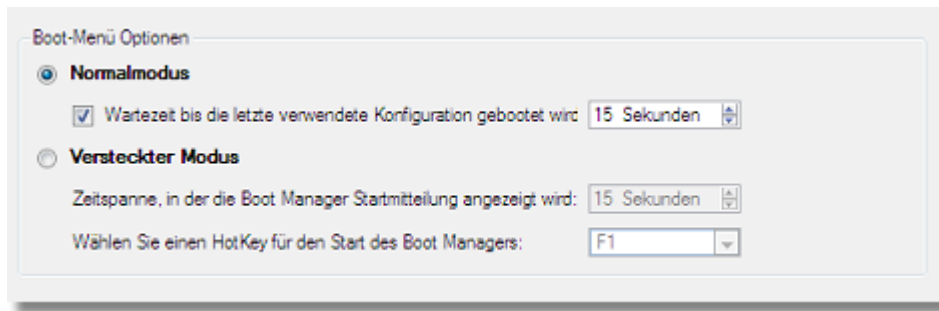 Boot-Menü Optionen
Normalmodus
Wartezeit bis die letzte verwendete Konfiguration gebootet wird 15 Sekunden
Versteckter Modus
Zeitspanne, in der die Boot Manager Startmitteilung angezeigt wird: 15 Sekunden
Wählen Sie einen HotKey für den Start des Boot Managers: F1